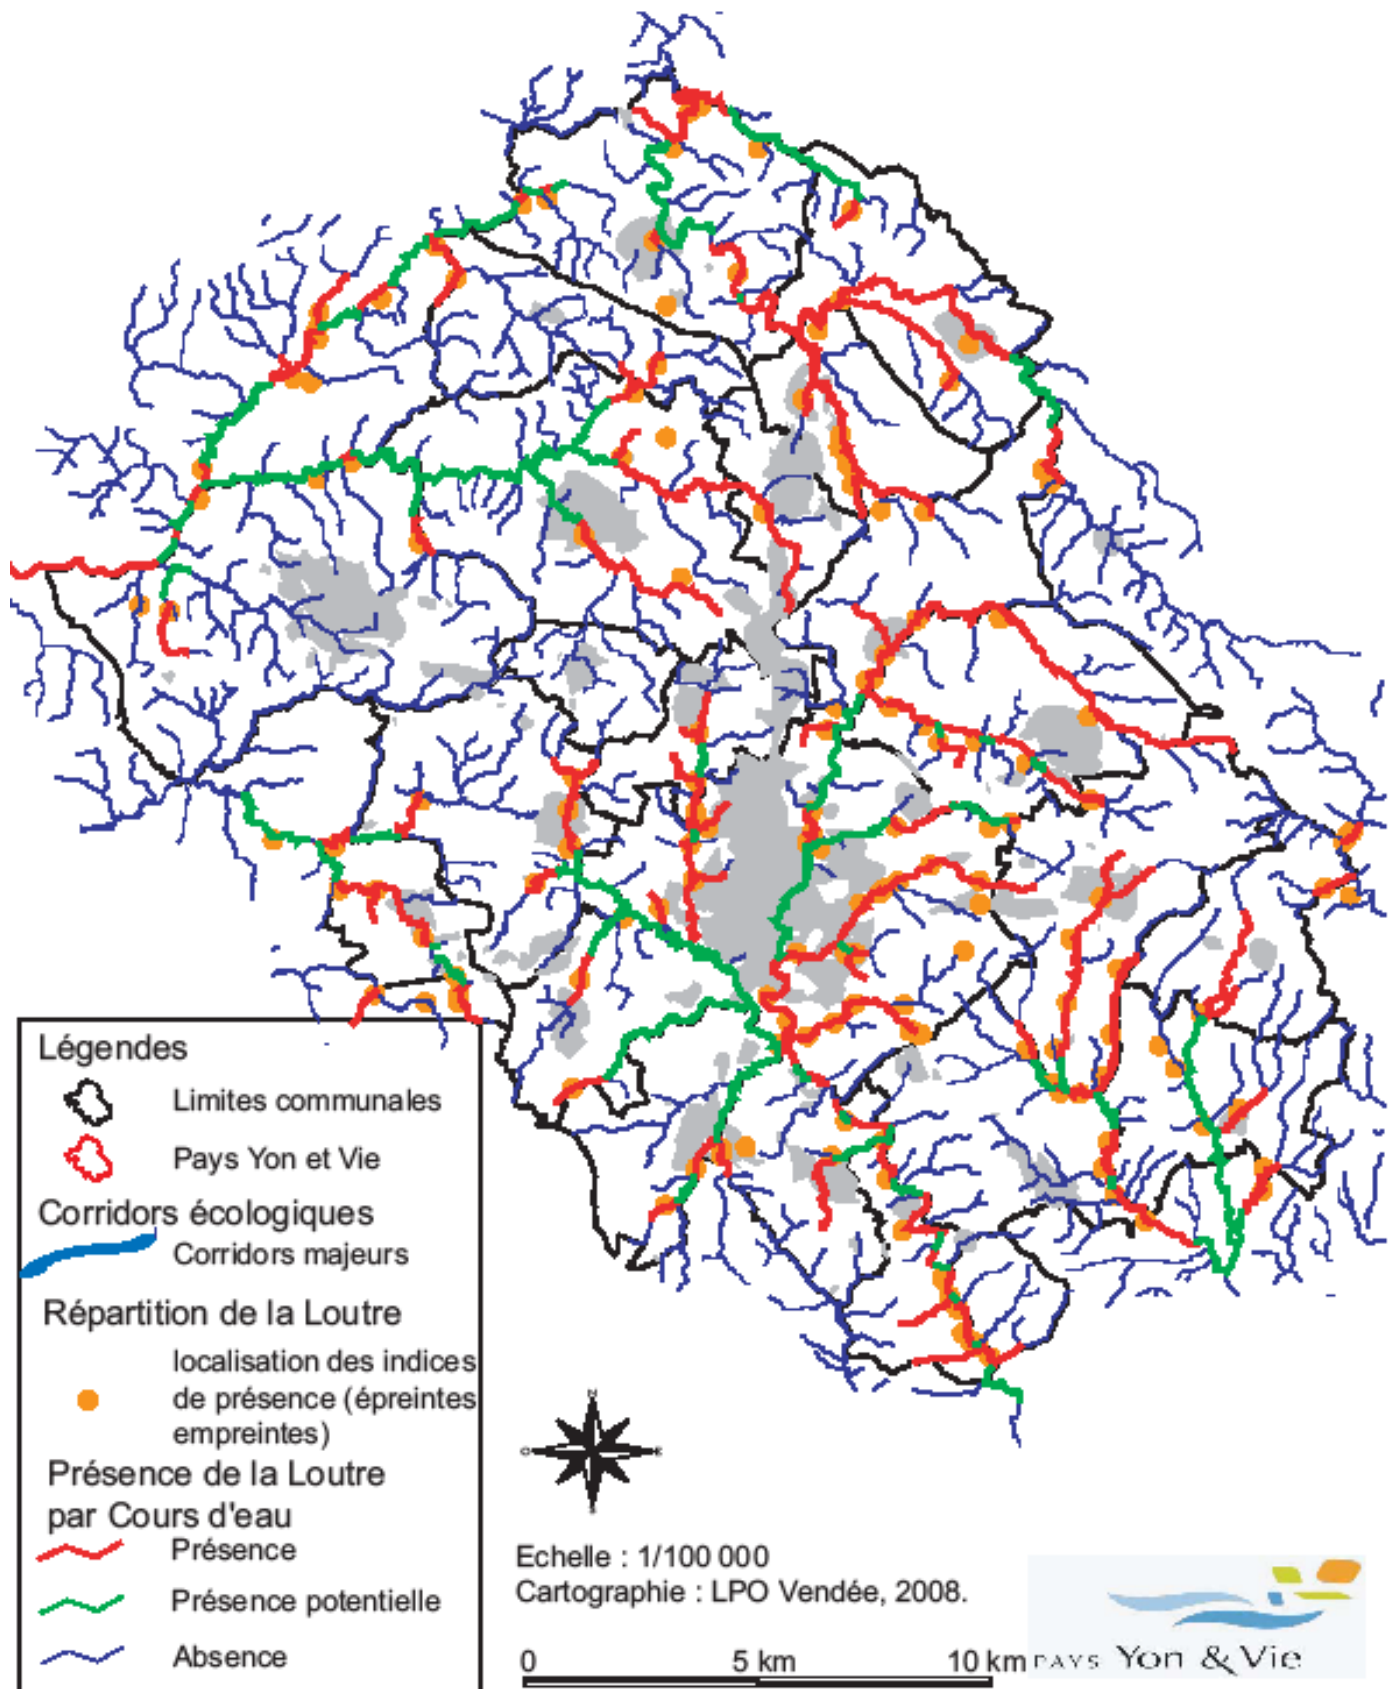 Légendes
Limites communales
Pays Yon et Vie
Corridors écologiques
Corridors majeurs
Répartition de la Loutre
localisation des indices
de présence (épreintes
empreintes)
Présence de la Loutre
par Cours d'eau
Présence
Présence potentielle
Absence
N
O
E
S
Echelle : 1/100 000
Cartographie : LPO Vendée, 2008.
0 5 km 10 km
PAYS Yon & Vie